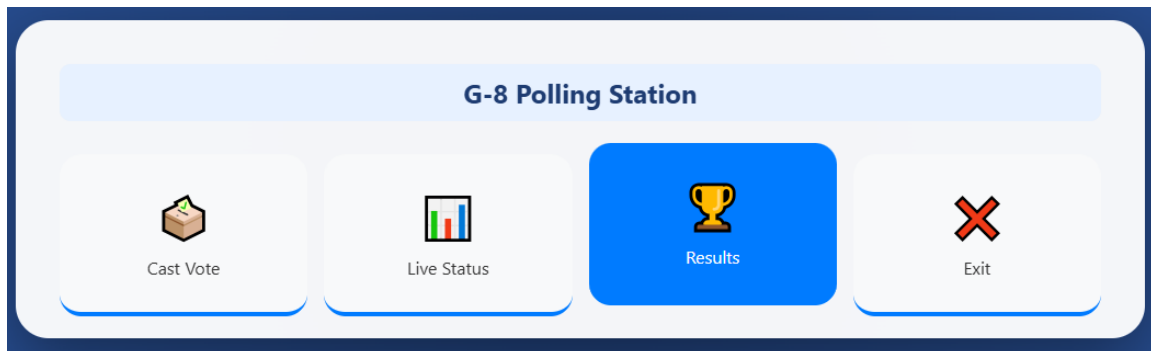 G-8 Polling Station
Cast Vote
Live Status
Results
Exit